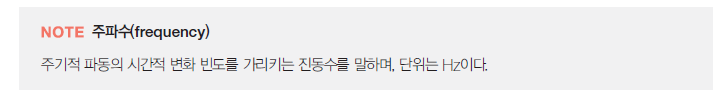 NOTE 주파수(frequency)
주기적 파동의 시간적 변화 빈도를 가리키는 진동수를 말하며, 단위는 Hz이다.